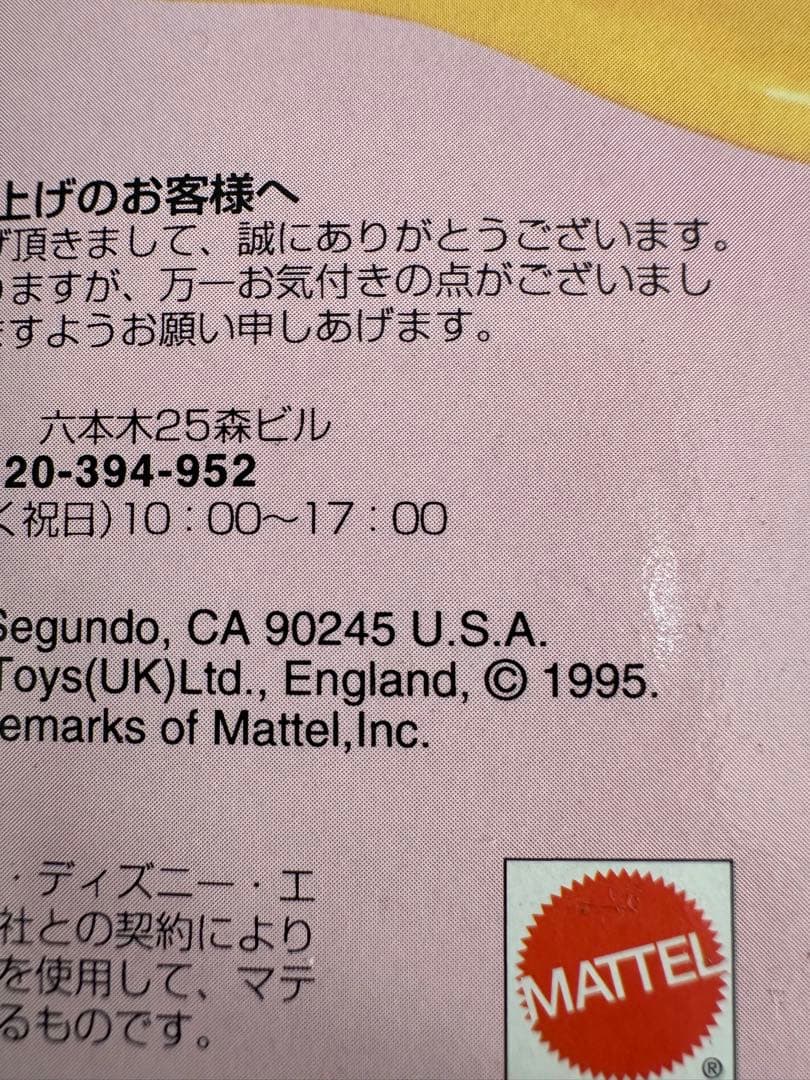 上げのお客様へ
げ頂きまして、誠にありがとうございます。
りますが、万一お気付きの点がございまし
ますようお願い申しあげます。
六本木25森ビル
20-394-952
く祝日)10：00〜17：00
Segundo, CA 90245 U.S.A.
Toys(UK)Ltd., England, © 1995.
emarks of Mattel,Inc.
・ディズニー・エ
社との契約により
を使用して、マテ
るものです。
MATTEL
®